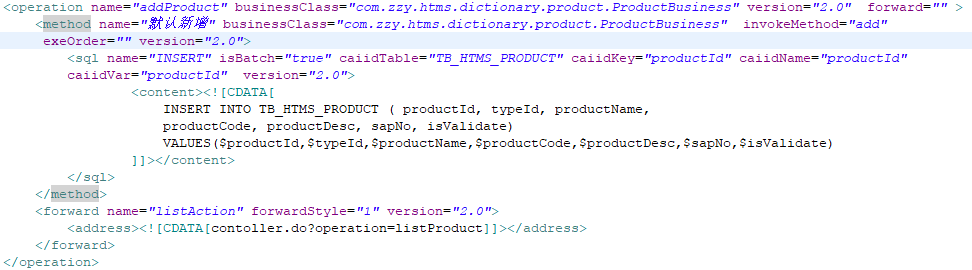 <operation name="addProduct" businessClass="com.zzy.htms.dictionary.product.ProductBusiness" version="2.0"  forward="" >
<method name="默认新增" businessClass="com.zzy.htms.dictionary.product.ProductBusiness"  invokeMethod="add"
exeOrder="" version="2.0">
<sql name="INSERT" isBatch="true" caiidTable="TB_HTMS_PRODUCT" caiidKey="productId" caiidName="productId"
caiidVar="productId"  version="2.0">
<content><![CDATA[
INSERT INTO TB_HTMS_PRODUCT ( productId, typeId, productName,
productCode, productDesc, sapNo, isValidate)
VALUES($productId,$typeId,$productName,$productCode,$productDesc,$sapNo,$isValidate)
]]></content>
</sql>
</method>
<forward name="listAction" forwardStyle="1" version="2.0">
<address><![CDATA[contoller.do?operation=listProduct]]></address>
</forward>
</operation>